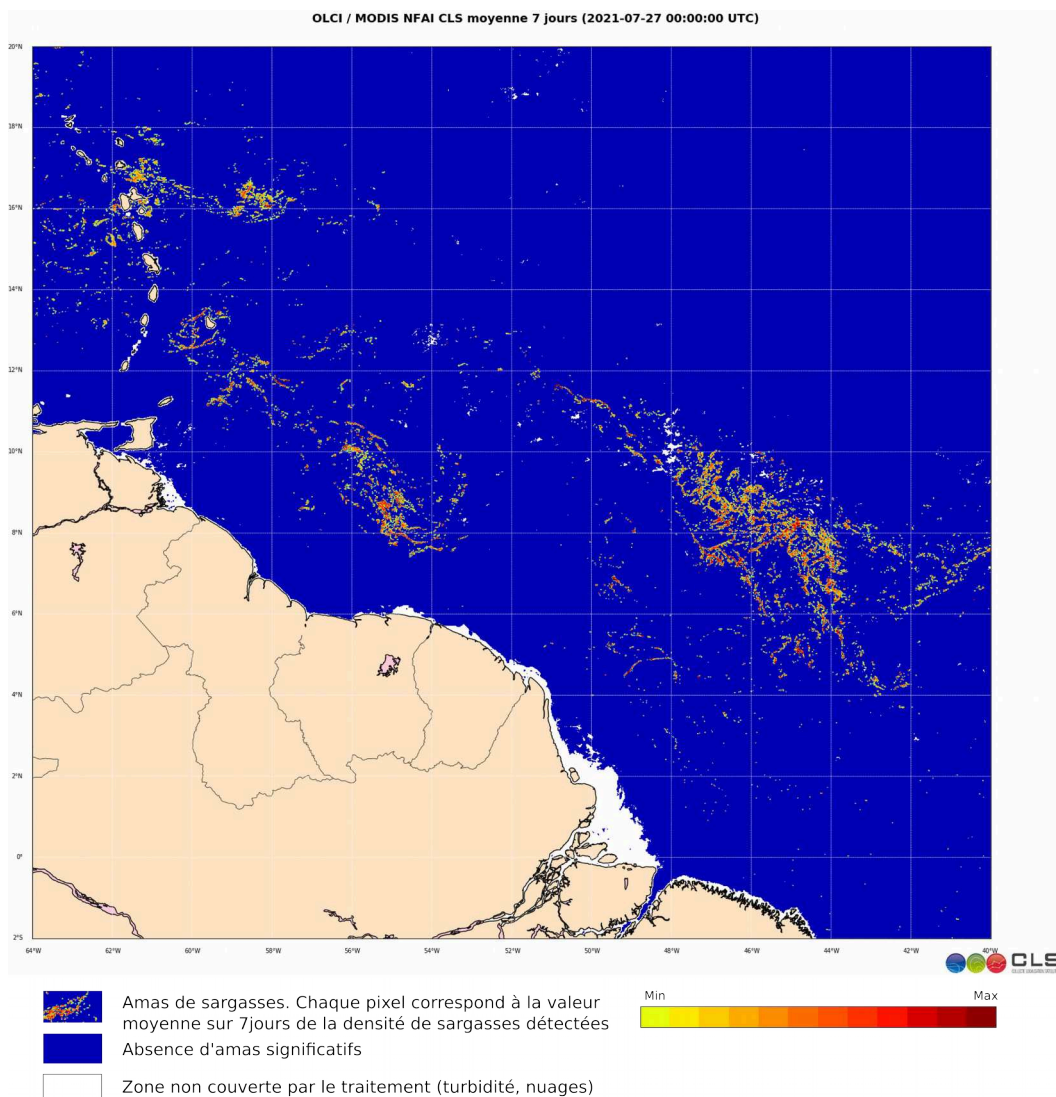 OLCI / MODIS NFAI CLS moyenne 7 jours (2021-07-27 00:00:00 UTC)
20°N
18°N
16°N
14°N
12°N
10°N
8°N
6°N
4°N
2°N
0°
2°S
64°W 62°W 60°W 58°W 56°W 54°W 52°W 50°W 48°W 46°W 44°W 42°W 40°W
CLS
Amas de sargasses. Chaque pixel correspond à la valeur
moyenne sur 7jours de la densité de sargasses détectées
Min Max
Absence d'amas significatifs
Zone non couverte par le traitement (turbidité, nuages)